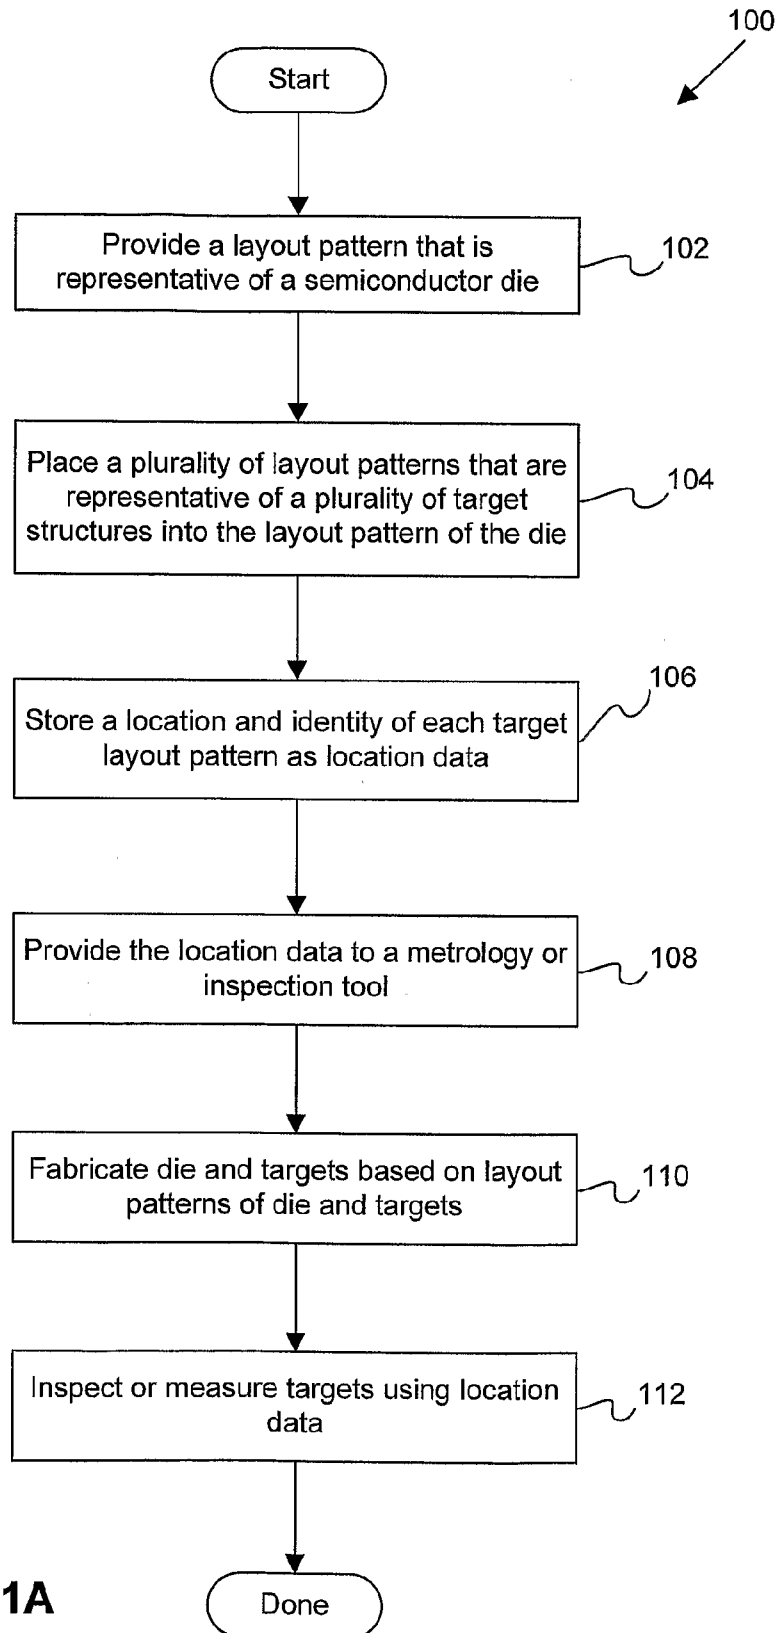 100
Start
Provide a layout pattern that is
representative of a semiconductor die
102
Place a plurality of layout patterns that are
representative of a plurality of target
structures into the layout pattern of the die
104
Store a location and identity of each target
layout pattern as location data
106
Provide the location data to a metrology or
inspection tool
108
Fabricate die and targets based on layout
patterns of die and targets
110
Inspect or measure targets using location
data
112
Done
1A